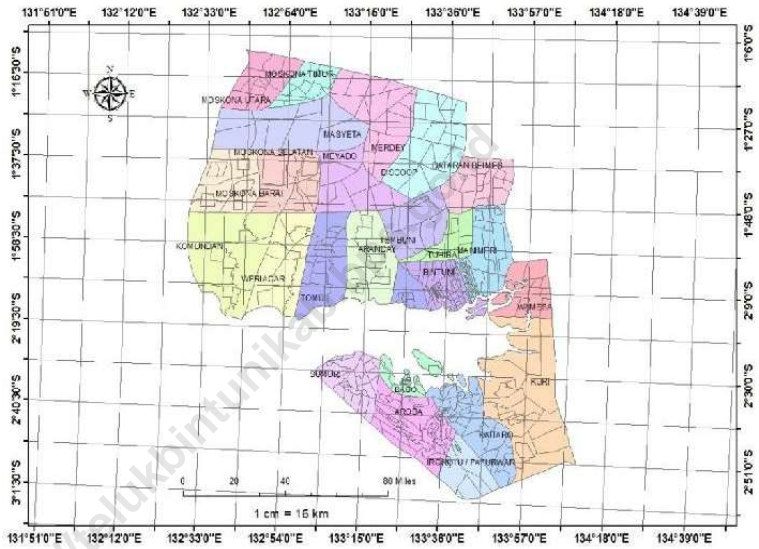 131°51'0"E 132°12'0"E 132°33'0"E 132°54'0"E 133°15'0"E 133°36'0"E 133°57'0"E 134°18'0"E 134°39'0"E
1°16'30"S
1°37'30"S
1°58'30"S
2°19'30"S
2°40'30"S
3°1'30"S
1°6'0"S
1°27'0"S
1°48'0"S
2°9'0"S
2°30'0"S
2°51'0"S
N
W E
S
MOSKONA TIMUR
MOSKONA UTARA
MASYETA
MERDEY
MOSKONA SELATAN
MEYADO
DATARAN BEIMES
BISCOOP
MOSKONA BARAT
KOMUNDAN
TEMBUNI
ARANDAY
TUHIBA
MANIMERI
WERIAGAR
BINTUNI
TOMU
WAMESA
SUMURI
KURI
BABO
AROBA
KAITARO
FARFURWAR
0 20 40 80 Miles
1 cm = 16 km
131°51'0"E 132°12'0"E 132°33'0"E 132°54'0"E 133°15'0"E 133°36'0"E 133°57'0"E 134°18'0"E 134°39'0"E